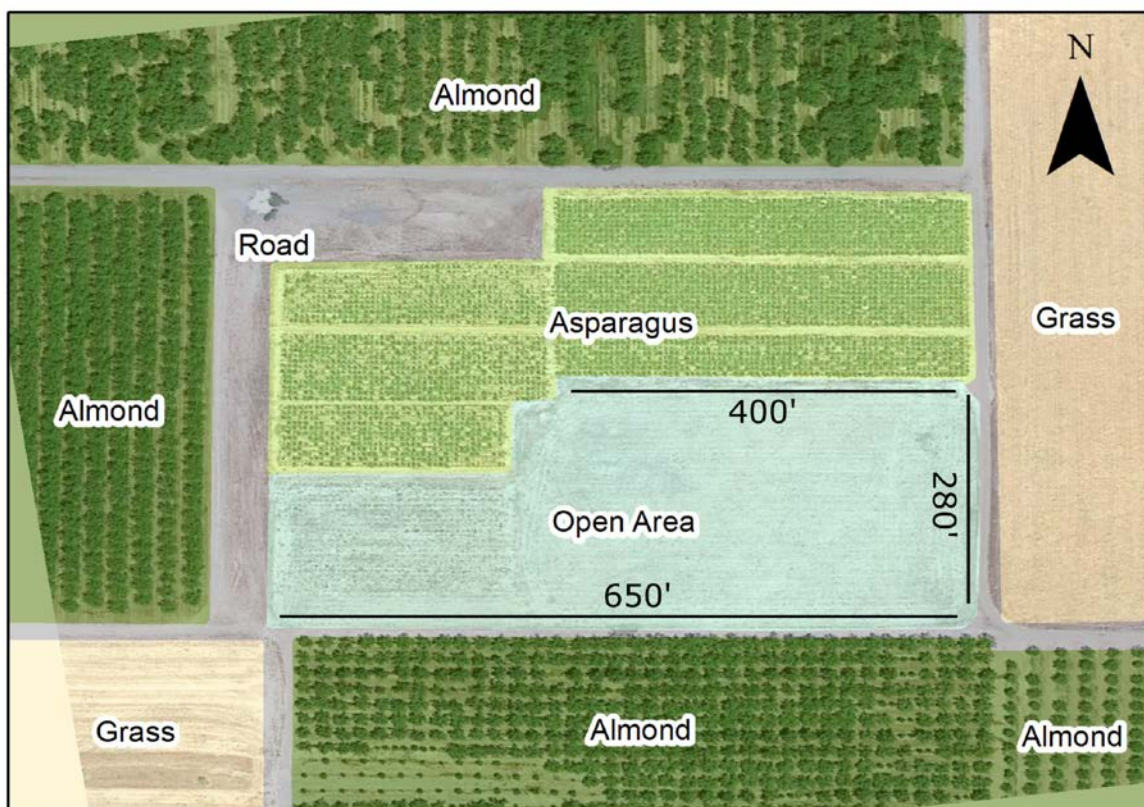 N
Almond
Road
Asparagus
Grass
Almond
400'
280'
Open Area
650'
Grass
Almond
Almond